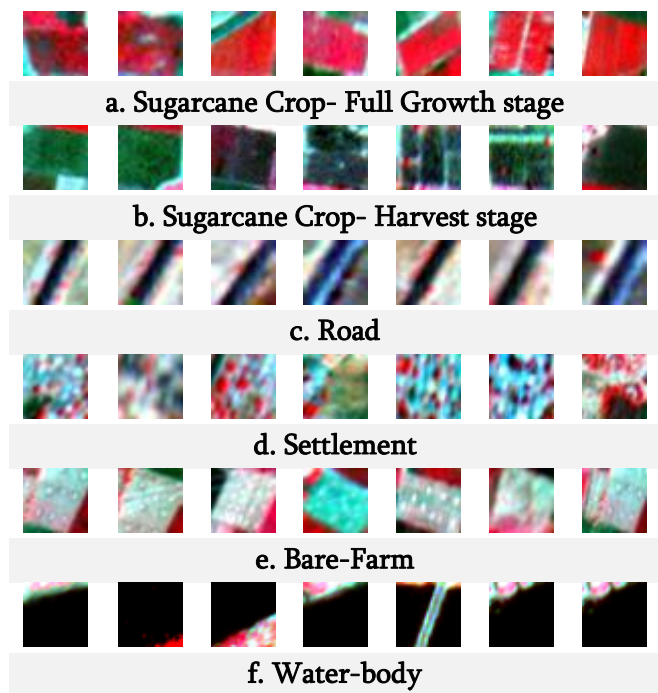 a. Sugarcane Crop- Full Growth stage
b. Sugarcane Crop- Harvest stage
c. Road
d. Settlement
e. Bare-Farm
f. Water-body